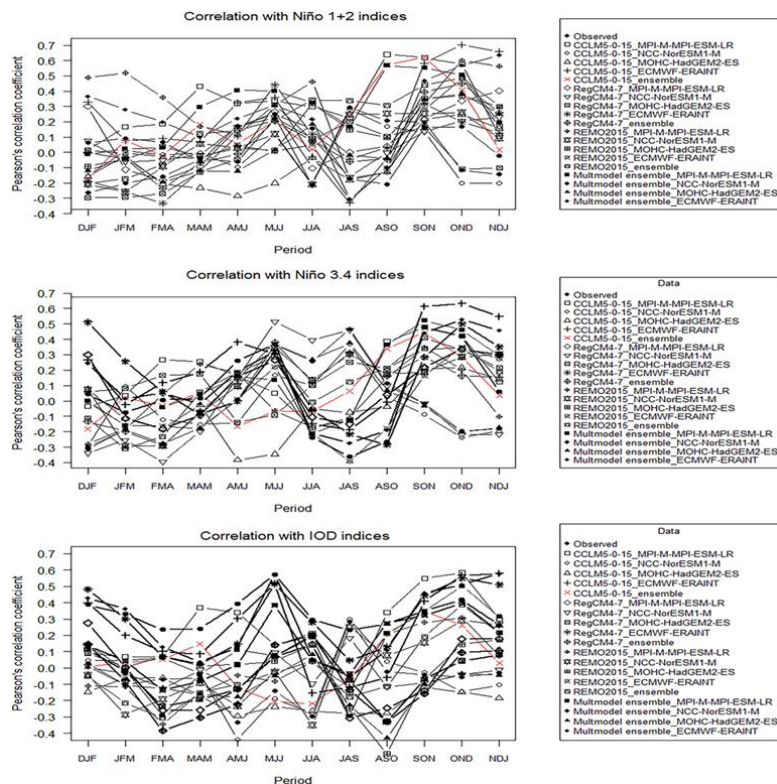 Correlation with Niño 1+2 indices
Pearson's correlation coefficient
0.7
0.6
0.5
0.4
0.3
0.2
0.1
0.0
-0.1
-0.2
-0.3
-0.4
DJF JFM FMA MAM AMJ MJJ JJA JAS ASO SON OND NDJ
Period
Observed
CCLM5-0-15_MPI-M-MPI-ESM-LR
CCLM5-0-15_NCC-NorESM1-M
CCLM5-0-15_MOHC-HadGEM2-ES
CCLM5-0-15_ECMWF-ERAINT
CCLM5-0-15_ensemble
RegCM4-7_MPI-M-MPI-ESM-LR
RegCM4-7_NCC-NorESM1-M
RegCM4-7_MOHC-HadGEM2-ES
RegCM4-7_ECMWF-ERAINT
RegCM4-7_ensemble
REMO2015_MPI-M-MPI-ESM-LR
REMO2015_NCC-NorESM1-M
REMO2015_MOHC-HadGEM2-ES
REMO2015_ECMWF-ERAINT
REMO2015_ensemble
Multmodel ensemble_MPI-M-MPI-ESM-LR
Multmodel ensemble_NCC-NorESM1-M
Multmodel ensemble_MOHC-HadGEM2-ES
Multmodel ensemble_ECMWF-ERAINT
Correlation with Niño 3.4 indices
Pearson's correlation coefficient
0.7
0.6
0.5
0.4
0.3
0.2
0.1
0.0
-0.1
-0.2
-0.3
-0.4
DJF JFM FMA MAM AMJ MJJ JJA JAS ASO SON OND NDJ
Period
Data
Observed
CCLM5-0-15_MPI-M-MPI-ESM-LR
CCLM5-0-15_NCC-NorESM1-M
CCLM5-0-15_MOHC-HadGEM2-ES
CCLM5-0-15_ECMWF-ERAINT
CCLM5-0-15_ensemble
RegCM4-7_MPI-M-MPI-ESM-LR
RegCM4-7_NCC-NorESM1-M
RegCM4-7_MOHC-HadGEM2-ES
RegCM4-7_ECMWF-ERAINT
RegCM4-7_ensemble
REMO2015_MPI-M-MPI-ESM-LR
REMO2015_NCC-NorESM1-M
REMO2015_MOHC-HadGEM2-ES
REMO2015_ECMWF-ERAINT
REMO2015_ensemble
Multmodel ensemble_MPI-M-MPI-ESM-LR
Multmodel ensemble_NCC-NorESM1-M
Multmodel ensemble_MOHC-HadGEM2-ES
Multmodel ensemble_ECMWF-ERAINT
Correlation with IOD indices
Pearson's correlation coefficient
0.7
0.6
0.5
0.4
0.3
0.2
0.1
0.0
-0.1
-0.2
-0.3
-0.4
DJF JFM FMA MAM AMJ MJJ JJA JAS ASO SON OND NDJ
Period
Data
Observed
CCLM5-0-15_MPI-M-MPI-ESM-LR
CCLM5-0-15_NCC-NorESM1-M
CCLM5-0-15_MOHC-HadGEM2-ES
CCLM5-0-15_ECMWF-ERAINT
CCLM5-0-15_ensemble
RegCM4-7_MPI-M-MPI-ESM-LR
RegCM4-7_NCC-NorESM1-M
RegCM4-7_MOHC-HadGEM2-ES
RegCM4-7_ECMWF-ERAINT
RegCM4-7_ensemble
REMO2015_MPI-M-MPI-ESM-LR
REMO2015_NCC-NorESM1-M
REMO2015_MOHC-HadGEM2-ES
REMO2015_ECMWF-ERAINT
REMO2015_ensemble
Multmodel ensemble_MPI-M-MPI-ESM-LR
Multmodel ensemble_NCC-NorESM1-M
Multmodel ensemble_MOHC-HadGEM2-ES
Multmodel ensemble_ECMWF-ERAINT